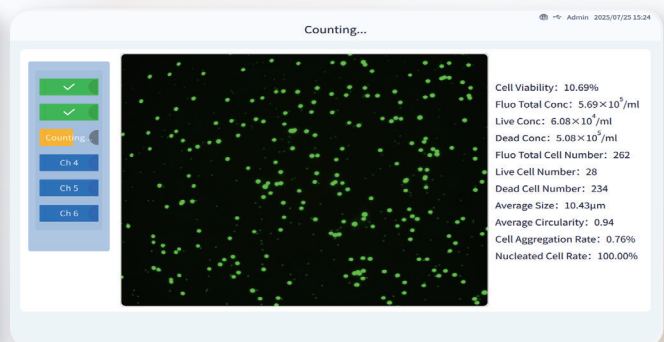 Admin 2025/07/25 15:24
Counting...
Counting...
Ch 4
Ch 5
Ch 6
Cell Viability: 10.69%
Fluo Total Conc: 5.69×10⁵/ml
Live Conc: 6.08×10⁴/ml
Dead Conc: 5.08×10⁵/ml
Fluo Total Cell Number: 262
Live Cell Number: 28
Dead Cell Number: 234
Average Size: 10.43μm
Average Circularity: 0.94
Cell Aggregation Rate: 0.76%
Nucleated Cell Rate: 100.00%